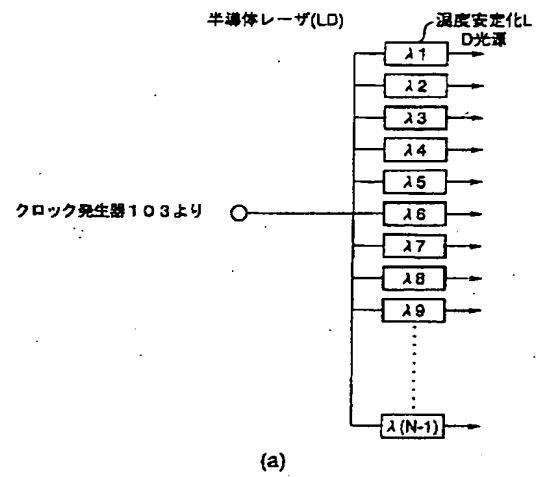 半導体レーザ(LD)
温度安定化L
D光源
λ1
λ2
λ3
λ4
λ5
クロック発生器103より
λ6
λ7
λ8
λ9
λ(N-1)
(a)